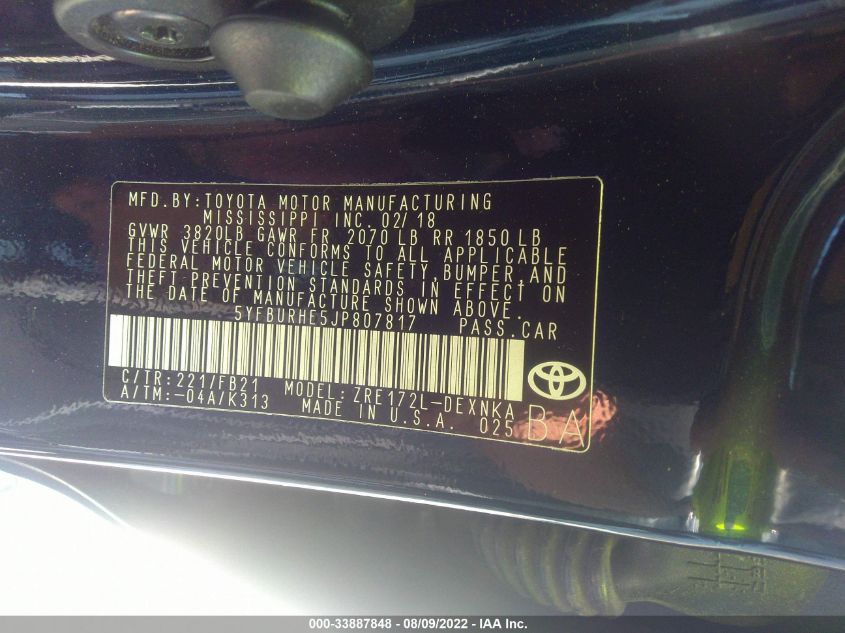 MFD. BY: TOYOTA MOTOR MANUFACTURING
MISSISSIPPI INC. 02/18
GVWR 3820LB GAWR FR 2070 LB RR 1850 LB
THIS VEHICLE CONFORMS TO ALL APPLICABLE
FEDERAL MOTOR VEHICLE SAFETY, BUMPER, AND
THEFT PREVENTION STANDARDS IN EFFECT ON
THE DATE OF MANUFACTURE SHOWN ABOVE.
5YFBURHE5JP807817 PASS. CAR
C/TR: 221/FB21 MODEL: ZRE172L-DEXNKA
A/TM: -04A/K313 MADE IN U.S.A. 025 BA
000-33887848 - 08/09/2022 - IAA Inc.